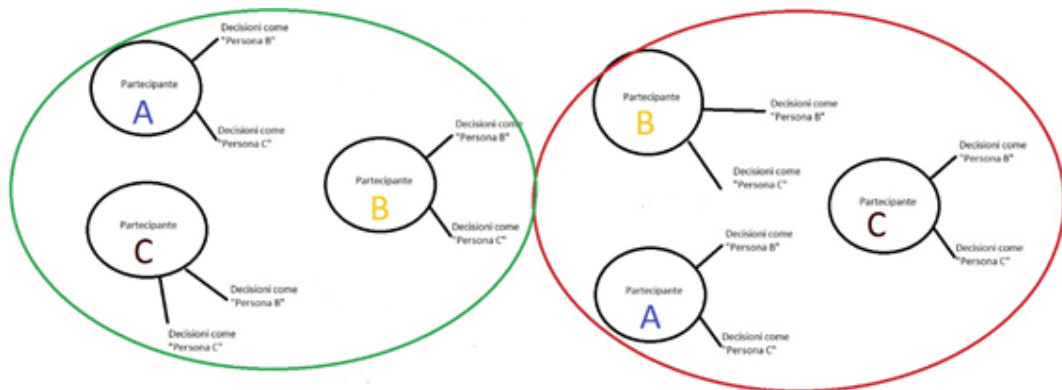 Decisioni come
"Persona B"
Partecipante
A
Decisioni come
"Persona C"
Decisioni come
"Persona B"
Partecipante
B
Decisioni come
"Persona C"
Partecipante
C
Decisioni come
"Persona B"
Decisioni come
"Persona C"
Partecipante
B
Decisioni come
"Persona B"
Decisioni come
"Persona C"
Decisioni come
"Persona B"
Partecipante
C
Decisioni come
"Persona C"
Decisioni come
"Persona B"
Partecipante
A
Decisioni come
"Persona C"